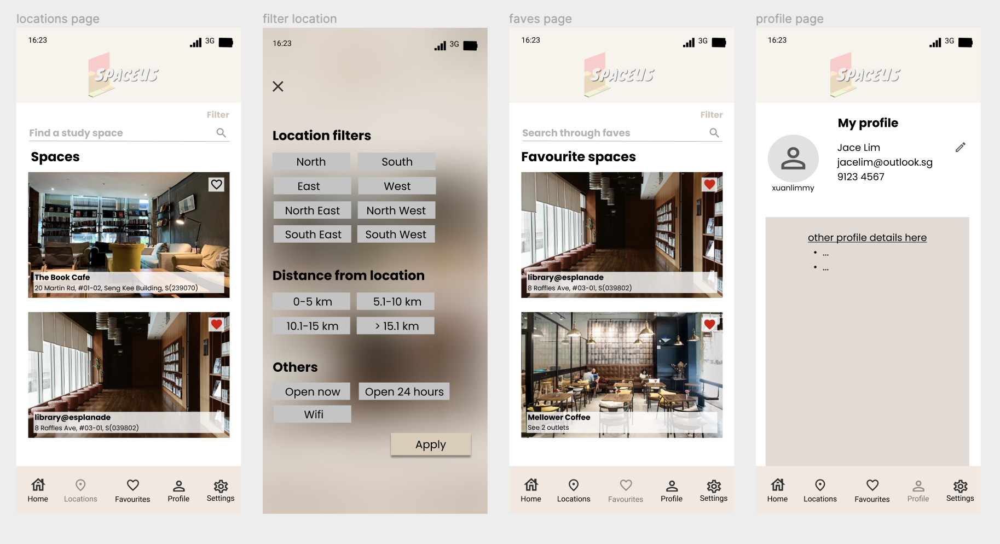 locations page
16:23
3G
SPACEUS
Filter
Find a study space
Spaces
The Book Cafe
20 Martin Rd, #01-02, Seng Kee Building, S(239070)
library@esplanade
8 Raffles Ave, #03-01, S(039802)
Home
Locations
Favourites
Profile
Settings
filter location
16:23
3G
Location filters
North
South
East
West
North East
North West
South East
South West
Distance from location
0-5 km
5.1-10 km
10.1-15 km
> 15.1 km
Others
Open now
Open 24 hours
Wifi
Apply
faves page
16:23
3G
SPACEUS
Filter
Search through faves
Favourite spaces
library@esplanade
8 Raffles Ave, #03-01, S(039802)
Mellower Coffee
See 2 outlets
Home
Locations
Favourites
Profile
Settings
profile page
16:23
3G
SPACEUS
My profile
Jace Lim
jacelim@outlook.sg
9123 4567
xuanlimmy
other profile details here
• ...
• ...
Home
Locations
Favourites
Profile
Settings